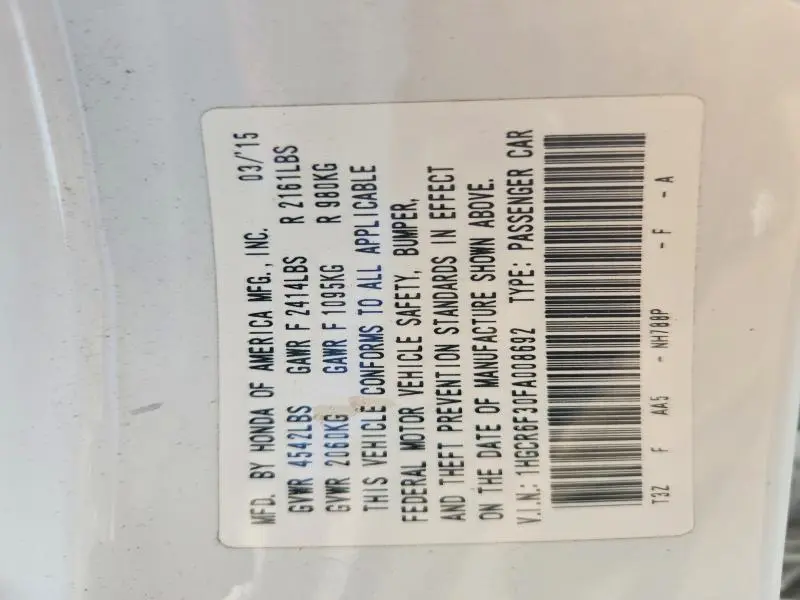 MFD. BY HONDA OF AMERICA MFG., INC. 03/'15
GVWR 4542LBS GAWR F 2414LBS R 2161LBS
GVWR 2060KG GAWR F 1095KG R 980KG
THIS VEHICLE CONFORMS TO ALL APPLICABLE
FEDERAL MOTOR VEHICLE SAFETY, BUMPER,
AND THEFT PREVENTION STANDARDS IN EFFECT
ON THE DATE OF MANUFACTURE SHOWN ABOVE.
V.I.N.: 1HGCR6F30FA008692 TYPE: PASSENGER CAR
T3Z F AA5 - NH788P - F - A